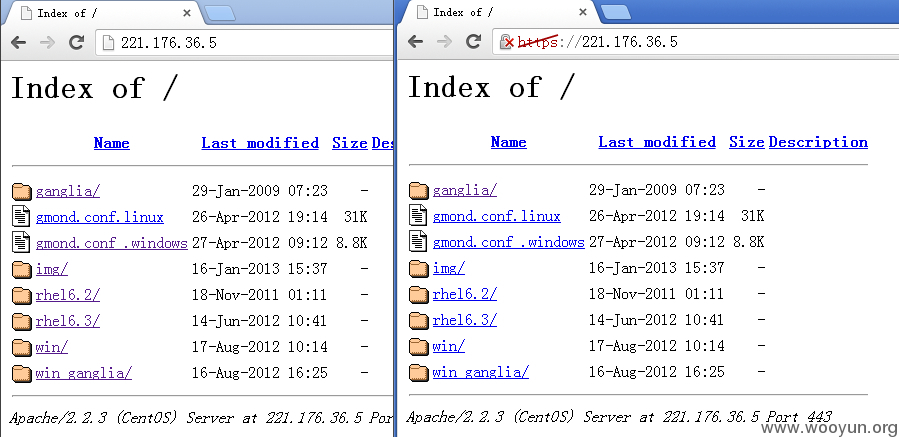 Index of /
221.176.36.5
Index of /
Name Last modified Size Des
ganglia/ 29-Jan-2009 07:23 -
gmond.conf.linux 26-Apr-2012 19:14 31K
gmond.conf .windows 27-Apr-2012 09:12 8.8K
img/ 16-Jan-2013 15:37 -
rhel6.2/ 18-Nov-2011 01:11 -
rhel6.3/ 14-Jun-2012 10:41 -
win/ 17-Aug-2012 10:14 -
win_ganglia/ 16-Aug-2012 16:25 -
Apache/2.2.3 (CentOS) Server at 221.176.36.5 Por
Index of /
https://221.176.36.5
Index of /
Name Last modified Size Description
ganglia/ 29-Jan-2009 07:23 -
gmond.conf.linux 26-Apr-2012 19:14 31K
gmond.conf .windows 27-Apr-2012 09:12 8.8K
img/ 16-Jan-2013 15:37 -
rhel6.2/ 18-Nov-2011 01:11 -
rhel6.3/ 14-Jun-2012 10:41 -
win/ 17-Aug-2012 10:14 -
win_ganglia/ 16-Aug-2012 16:25 -
Apache/2.2.3 (CentOS) Server at 221.176.36.5 Port 443
www.wooyun.org